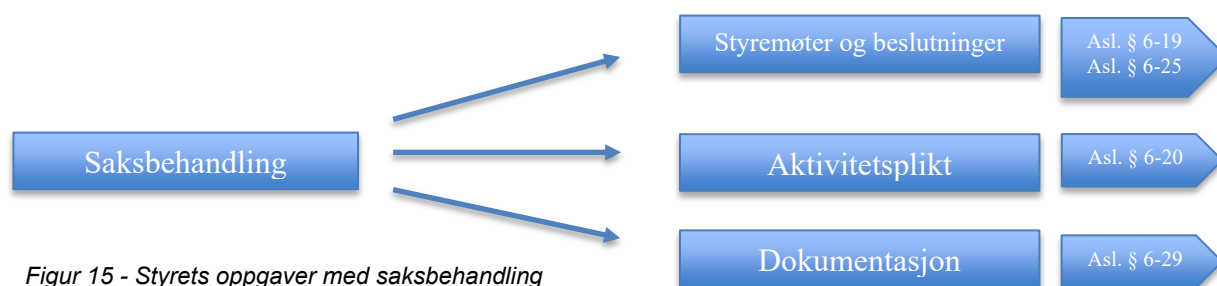 Styremøter og beslutninger
Asl. § 6-19
Asl. § 6-25
Saksbehandling
Aktivitetsplikt
Asl. § 6-20
Dokumentasjon
Asl. § 6-29
Figur 15 - Styrets oppgaver med saksbehandling